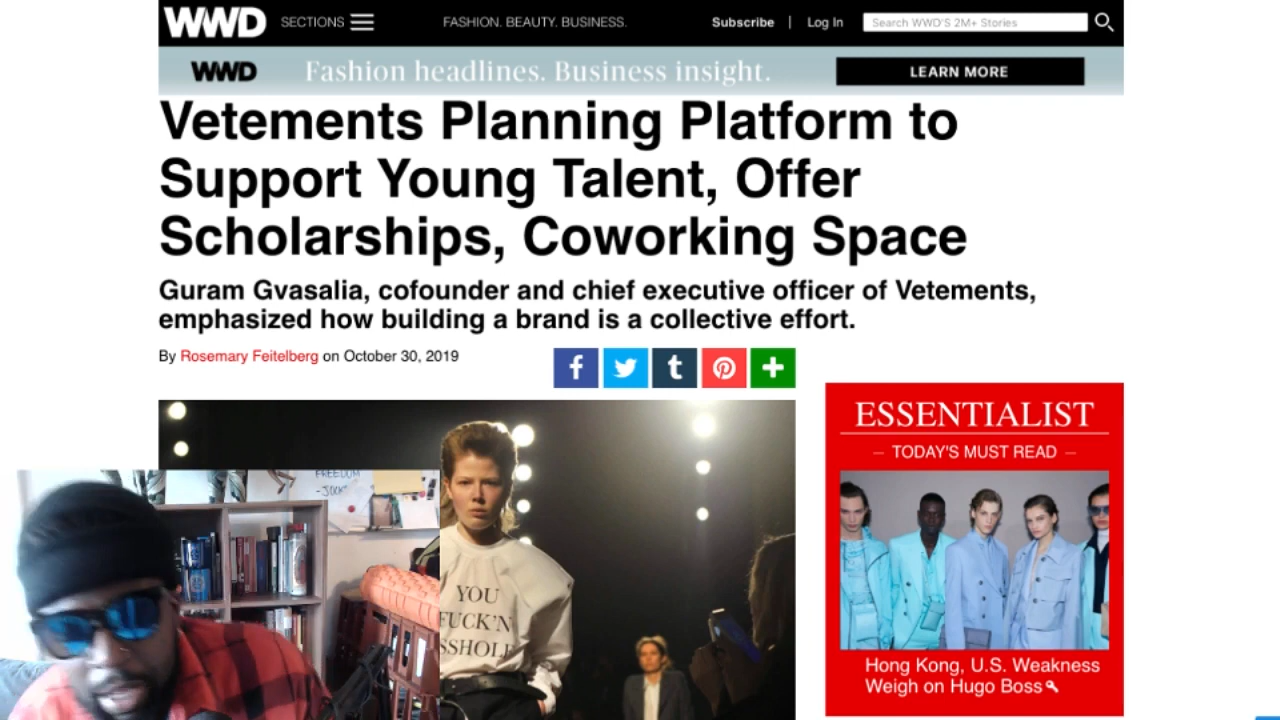 WWD SECTIONS FASHION. BEAUTY. BUSINESS. Subscribe | Log In Search WWD'S 2M+ Stories
WWD Fashion headlines. Business insight. LEARN MORE
Vetements Planning Platform to
Support Young Talent, Offer
Scholarships, Coworking Space
Guram Gvasalia, cofounder and chief executive officer of Vetements,
emphasized how building a brand is a collective effort.
By Rosemary Feitelberg on October 30, 2019
f t
ESSENTIALIST
— TODAY'S MUST READ —
FREEDOM
YOU
FUCK'N
SSHOL
Hong Kong, U.S. Weakness
Weigh on Hugo Boss